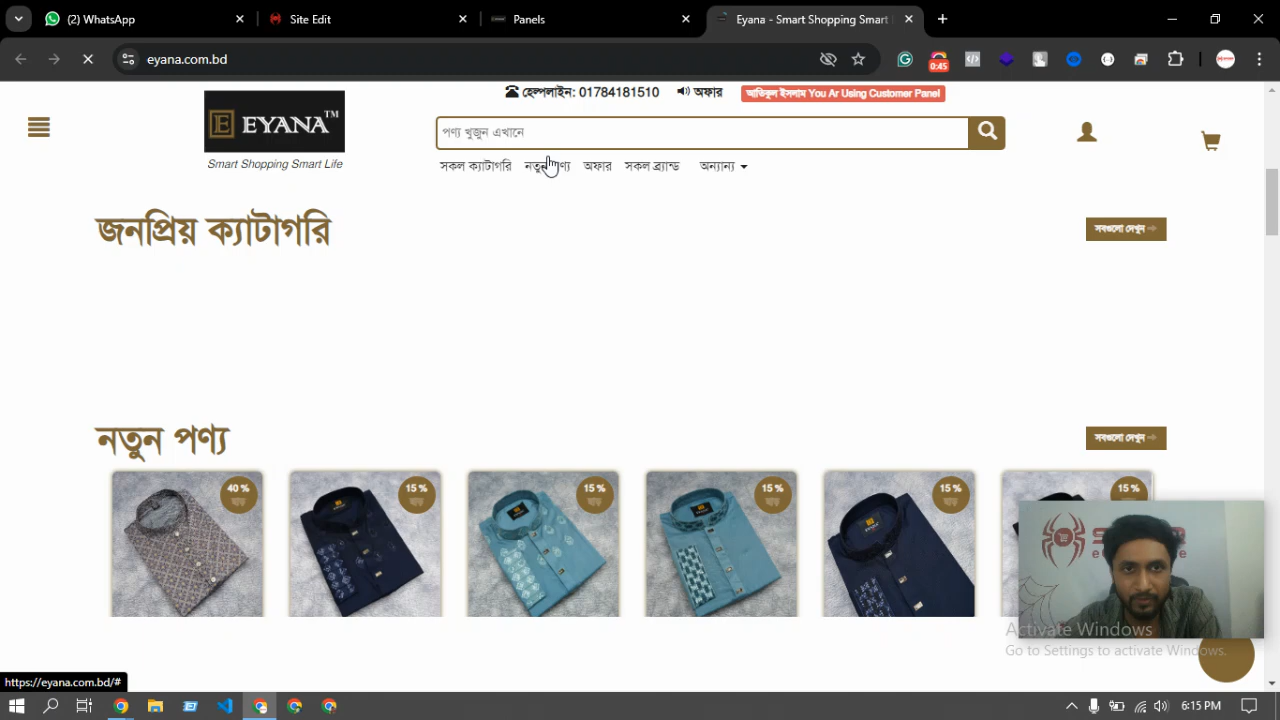 (2) WhatsApp
Site Edit
Panels
Eyana - Smart Shopping Smart
eyana.com.bd
0:45
হেল্পলাইন: 01784181510
অফার
আতিকুল ইসলাম You Ar Using Customer Panel
E EYANA™
Smart Shopping Smart Life
পণ্য খুজুন এখানে
সকল ক্যাটাগরি নতুন পণ্য অফার সকল ব্র্যান্ড অন্যান্য
জনপ্রিয় ক্যাটাগরি
সবগুলো দেখুন
নতুন পণ্য
সবগুলো দেখুন
40 %
ছাড়
15 %
ছাড়
15 %
ছাড়
15 %
ছাড়
15 %
ছাড়
15 %
Activate Windows
Go to Settings to activate Windows.
https://eyana.com.bd/#
6:15 PM